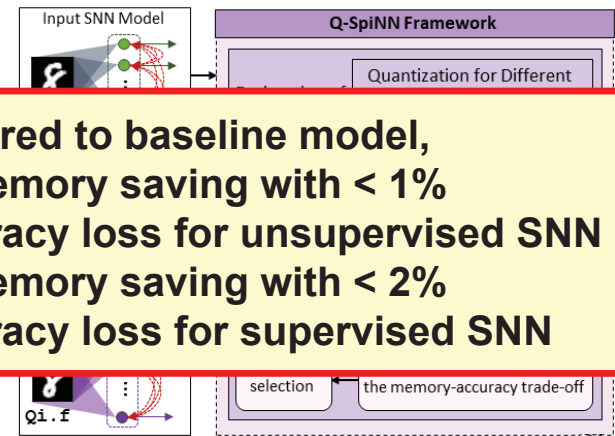 Input SNN Model
Q-SpiNN Framework
Quantization for Different
red to baseline model,
emory saving with < 1%
racy loss for unsupervised SNN
emory saving with < 2%
racy loss for supervised SNN
selection
the memory-accuracy trade-off
Qi.f